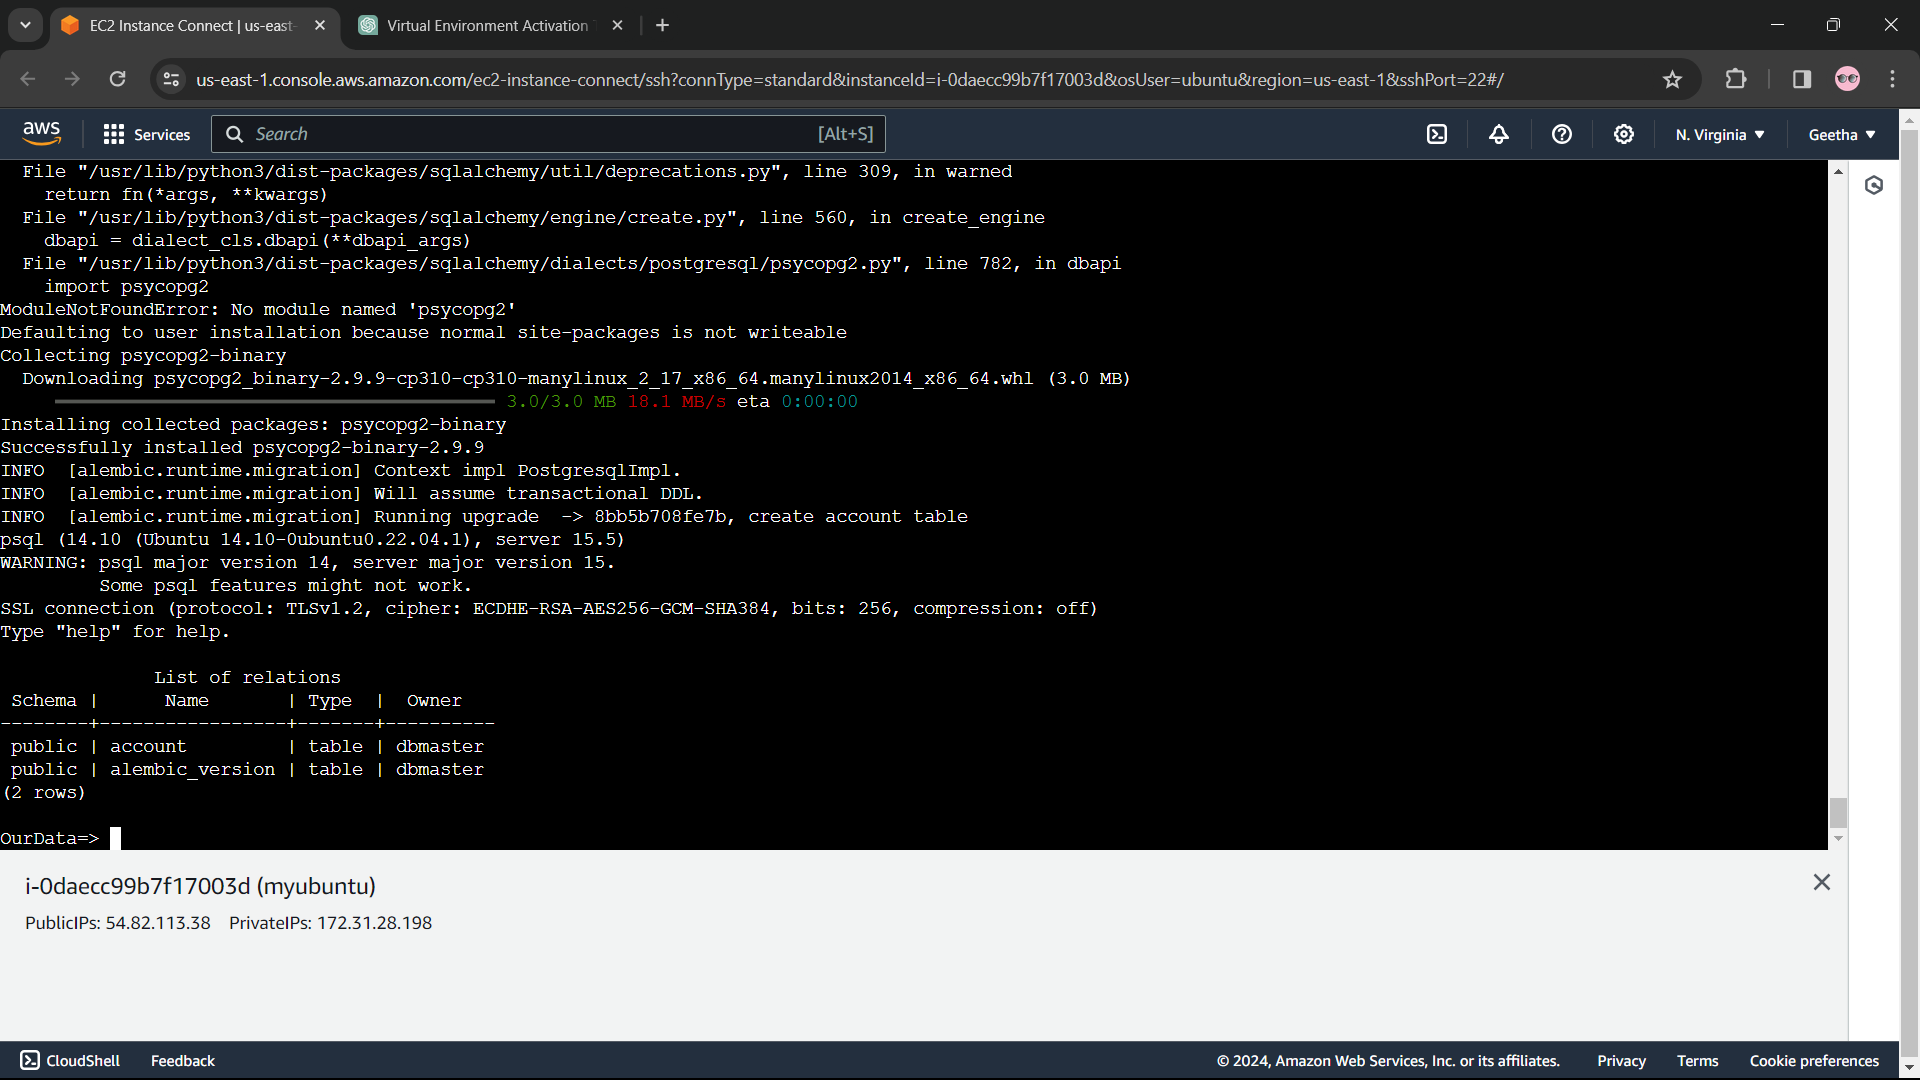 EC2 Instance Connect | us-east-
Virtual Environment Activation
us-east-1.console.aws.amazon.com/ec2-instance-connect/ssh?connType=standard&instanceId=i-0daecc99b7f17003d&osUser=ubuntu&region=us-east-1&sshPort=22#/
aws Services Search [Alt+S] N. Virginia Geetha
File "/usr/lib/python3/dist-packages/sqlalchemy/util/deprecations.py", line 309, in warned
return fn(*args, **kwargs)
File "/usr/lib/python3/dist-packages/sqlalchemy/engine/create.py", line 560, in create_engine
dbapi = dialect_cls.dbapi(**dbapi_args)
File "/usr/lib/python3/dist-packages/sqlalchemy/dialects/postgresql/psycopg2.py", line 782, in dbapi
import psycopg2
ModuleNotFoundError: No module named 'psycopg2'
Defaulting to user installation because normal site-packages is not writeable
Collecting psycopg2-binary
Downloading psycopg2_binary-2.9.9-cp310-cp310-manylinux_2_17_x86_64.manylinux2014_x86_64.whl (3.0 MB)
3.0/3.0 MB 18.1 MB/s eta 0:00:00
Installing collected packages: psycopg2-binary
Successfully installed psycopg2-binary-2.9.9
INFO  [alembic.runtime.migration] Context impl PostgresqlImpl.
INFO  [alembic.runtime.migration] Will assume transactional DDL.
INFO  [alembic.runtime.migration] Running upgrade  -> 8bb5b708fe7b, create account table
psql (14.10 (Ubuntu 14.10-0ubuntu0.22.04.1), server 15.5)
WARNING: psql major version 14, server major version 15.
Some psql features might not work.
SSL connection (protocol: TLSv1.2, cipher: ECDHE-RSA-AES256-GCM-SHA384, bits: 256, compression: off)
Type "help" for help.
List of relations
Schema |      Name       | Type  |  Owner
--------+-----------------+-------+----------
public | account         | table | dbmaster
public | alembic_version | table | dbmaster
(2 rows)
OurData=>
i-0daecc99b7f17003d (myubuntu)
PublicIPs: 54.82.113.38 PrivateIPs: 172.31.28.198
CloudShell Feedback © 2024, Amazon Web Services, Inc. or its affiliates. Privacy Terms Cookie preferences